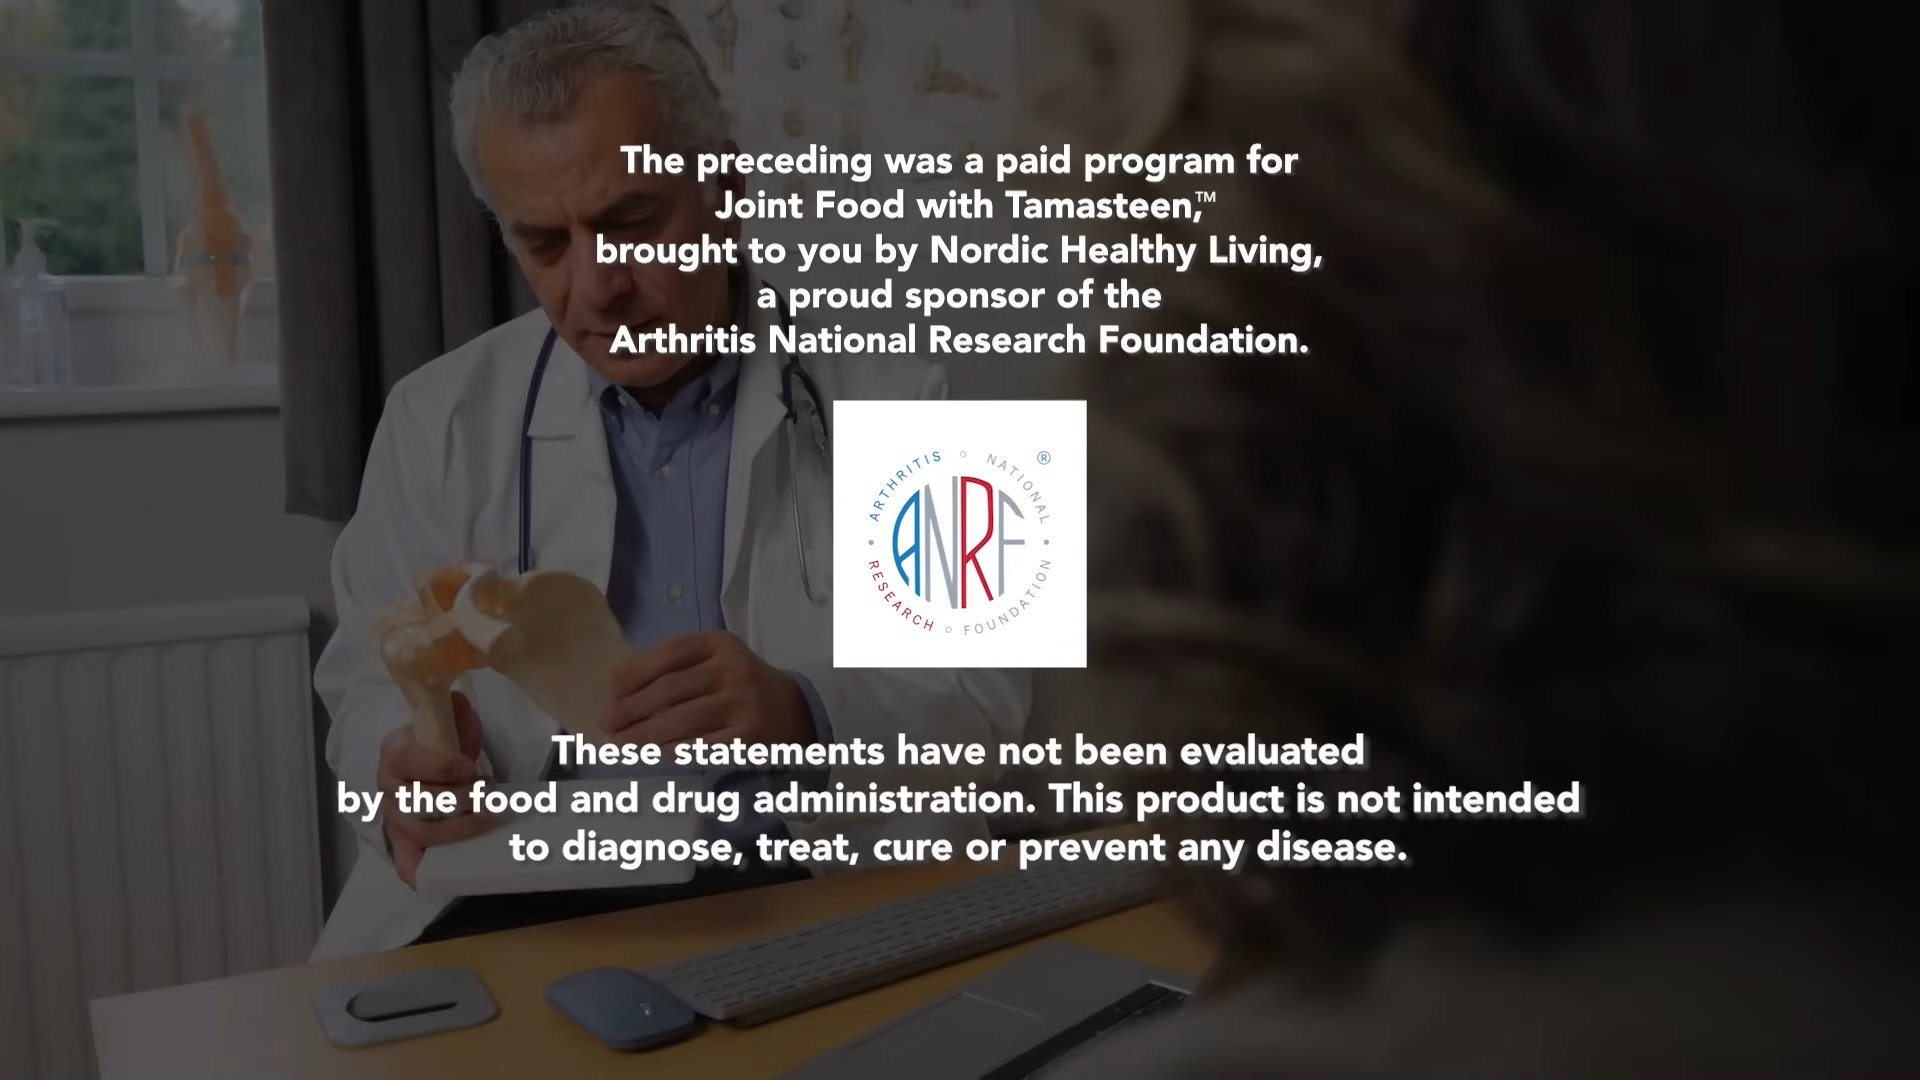 The preceding was a paid program for
Joint Food with Tamasteen,™
brought to you by Nordic Healthy Living,
a proud sponsor of the
Arthritis National Research Foundation.
ARTHRITIS NATIONAL ®
ANRF
RESEARCH FOUNDATION
These statements have not been evaluated
by the food and drug administration. This product is not intended
to diagnose, treat, cure or prevent any disease.